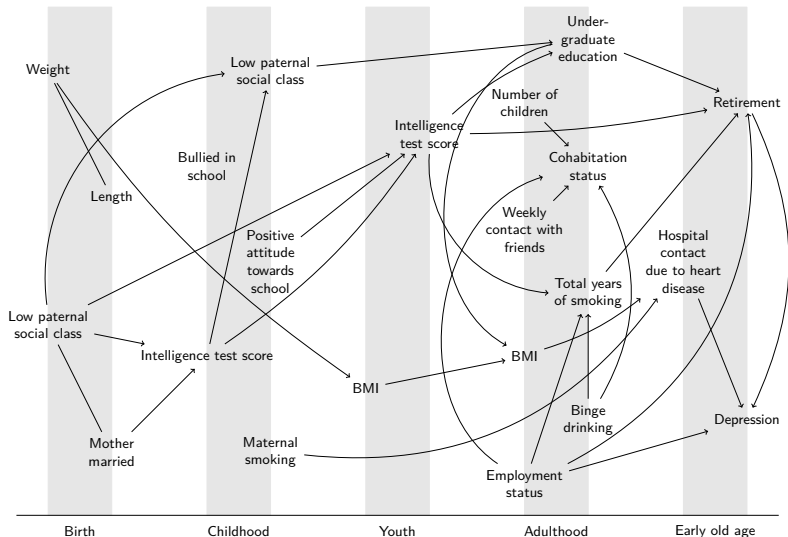 Under-
graduate
education
Weight
Low paternal
social class
Number of
children
Retirement
Intelligence
test score
Bullied in
school
Cohabitation
status
Length
Weekly
contact with
friends
Positive
attitude
towards
school
Hospital
contact
due to heart
disease
Total years
of smoking
Low paternal
social class
Intelligence test score
BMI
BMI
Binge
drinking
Depression
Mother
married
Maternal
smoking
Employment
status
Birth
Childhood
Youth
Adulthood
Early old age